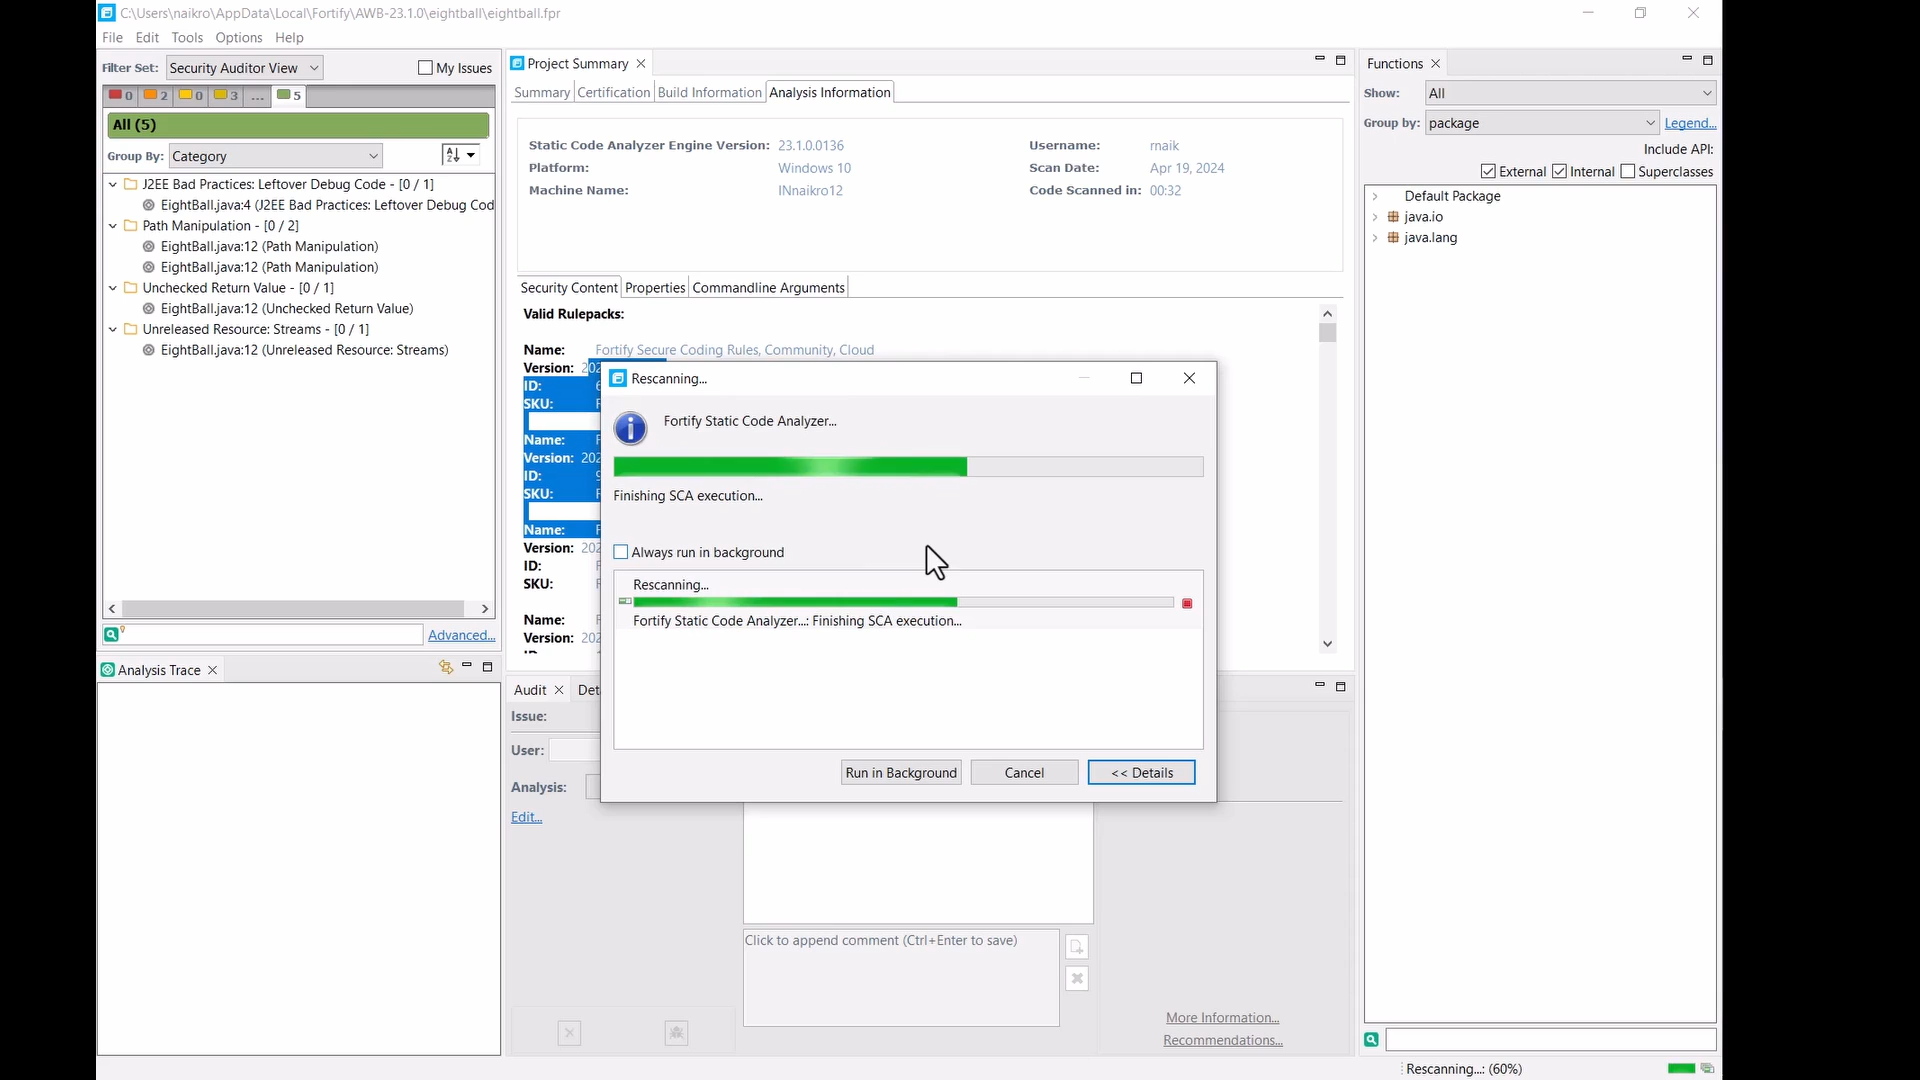 C:\Users\naikro\AppData\Local\Fortify\AWB-23.1.0\eightball\eightball.fpr
File Edit Tools Options Help
Filter Set: Security Auditor View My Issues
0 2 0 3 ... 5
All (5)
Group By: Category
J2EE Bad Practices: Leftover Debug Code - [0 / 1]
EightBall.java:4 (J2EE Bad Practices: Leftover Debug Cod
Path Manipulation - [0 / 2]
EightBall.java:12 (Path Manipulation)
EightBall.java:12 (Path Manipulation)
Unchecked Return Value - [0 / 1]
EightBall.java:12 (Unchecked Return Value)
Unreleased Resource: Streams - [0 / 1]
EightBall.java:12 (Unreleased Resource: Streams)
Advanced...
Analysis Trace
Project Summary
Summary Certification Build Information Analysis Information
Static Code Analyzer Engine Version: 23.1.0.0136
Platform: Windows 10
Machine Name: INnaikro12
Username: rnaik
Scan Date: Apr 19, 2024
Code Scanned in: 00:32
Security Content Properties Commandline Arguments
Valid Rulepacks:
Name: Fortify Secure Coding Rules, Community, Cloud
Version: 202
ID: 6
SKU: F
Name: F
Version: 202
ID: 9
SKU: F
Name: F
Version: 202
ID: F
SKU: F
Name: F
Version: 202
Rescanning...
Fortify Static Code Analyzer...
Finishing SCA execution...
Always run in background
Rescanning...
Fortify Static Code Analyzer...: Finishing SCA execution...
Run in Background Cancel << Details
Audit Deta
Issue:
User:
Analysis:
Edit...
Click to append comment (Ctrl+Enter to save)
More Information...
Recommendations...
Functions
Show: All
Group by: package Legend...
Include API:
External Internal Superclasses
Default Package
java.io
java.lang
Rescanning...: (60%)